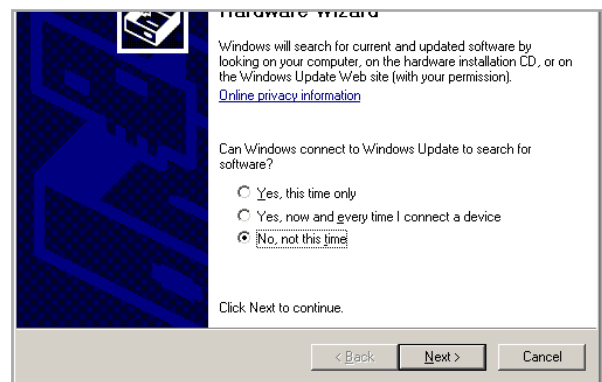 Hardware Wizard
Windows will search for current and updated software by
looking on your computer, on the hardware installation CD, or on
the Windows Update Web site (with your permission).
Online privacy information
Can Windows connect to Windows Update to search for
software?
Yes, this time only
Yes, now and every time I connect a device
No, not this time
Click Next to continue.
< Back
Next >
Cancel